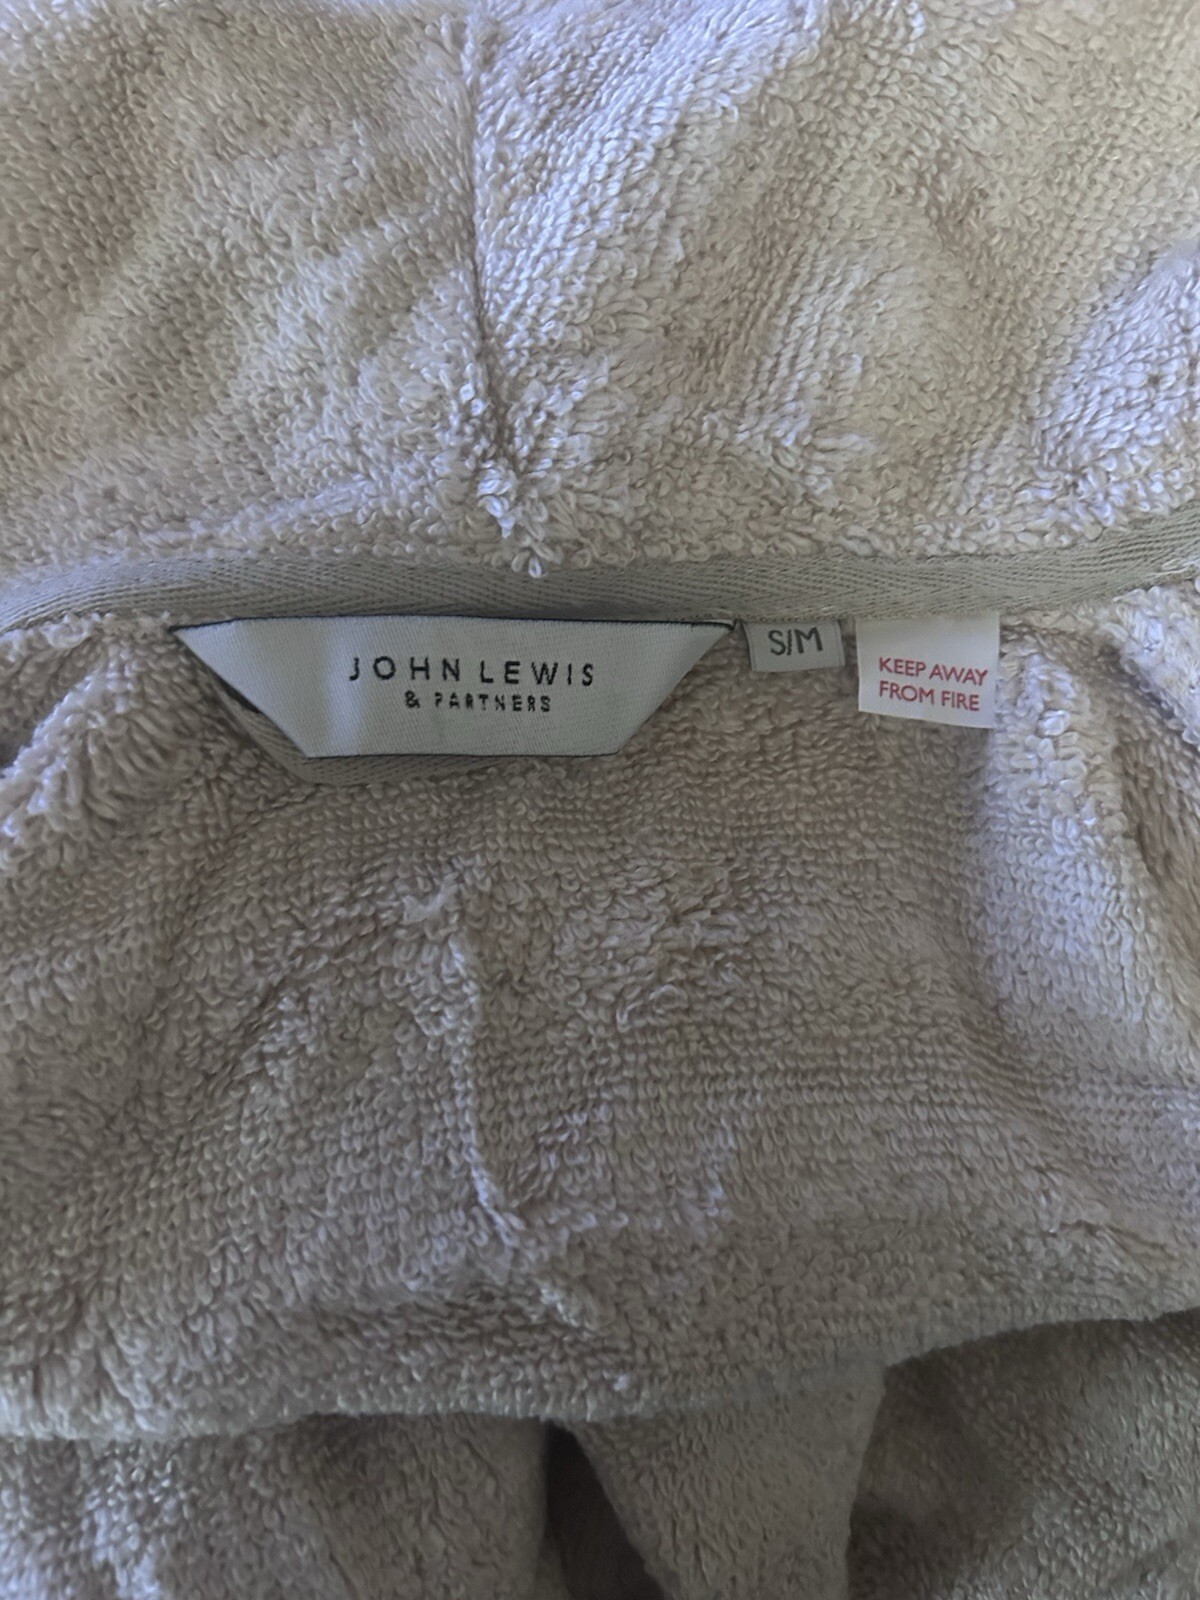 JOHN LEWIS
& PARTNERS
S/M
KEEP AWAY
FROM FIRE